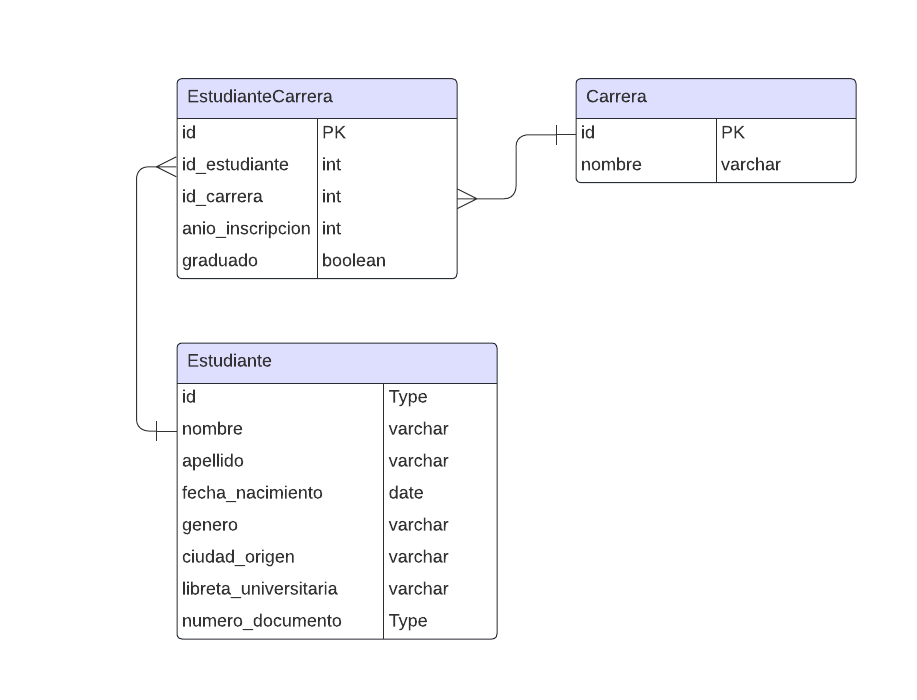 EstudianteCarrera
id PK
id_estudiante int
id_carrera int
anio_inscripcion int
graduado boolean
Carrera
id PK
nombre varchar
Estudiante
id Type
nombre varchar
apellido varchar
fecha_nacimiento date
genero varchar
ciudad_origen varchar
libreta_universitaria varchar
numero_documento Type